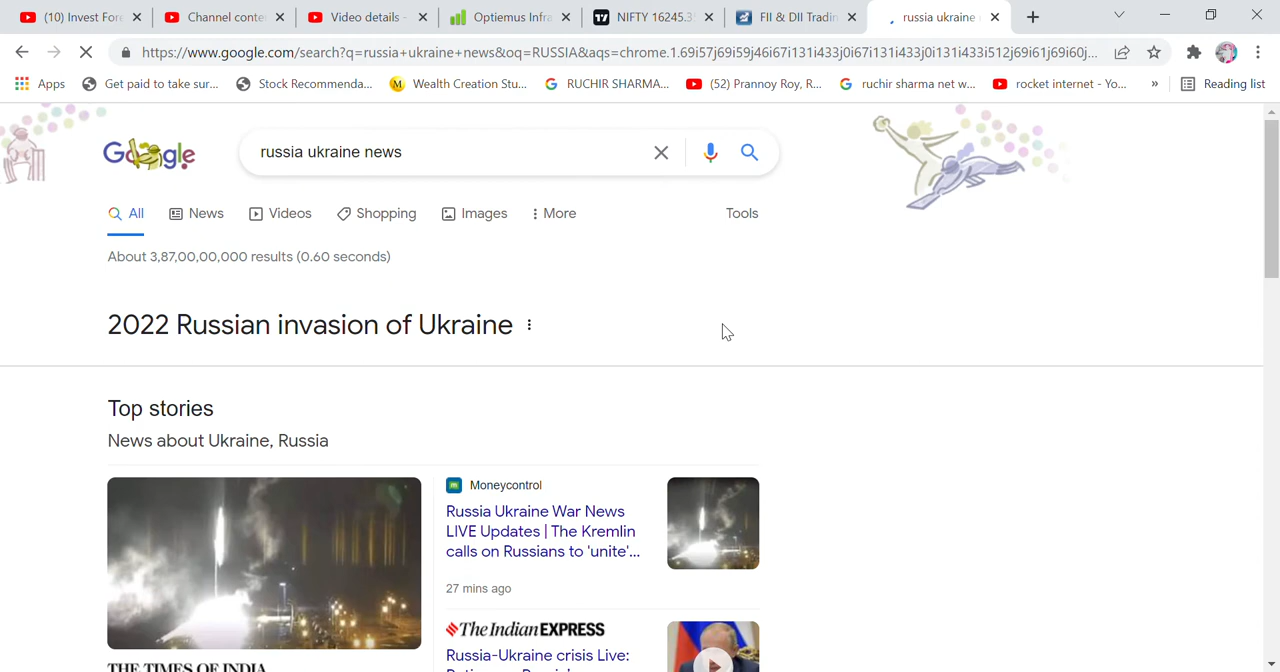 (10) Invest For
Channel conte
Video details -
Optiemus Infra
NIFTY 16245.3
FII & DII Tradin
russia ukraine
https://www.google.com/search?q=russia+ukraine+news&oq=RUSSIA&aqs=chrome.1.69i57j69i59j46i67i131i433j0i67i131i433j0i131i433i512j69i61j69i60j...
Apps
Get paid to take sur...
Stock Recommenda...
Wealth Creation Stu...
RUCHIR SHARMA...
(52) Prannoy Roy, R...
ruchir sharma net w...
rocket internet - Yo...
»
Reading list
Google
russia ukraine news
All
News
Videos
Shopping
Images
More
Tools
About 3,87,00,00,000 results (0.60 seconds)
2022 Russian invasion of Ukraine
Top stories
News about Ukraine, Russia
Moneycontrol
Russia Ukraine War News
LIVE Updates | The Kremlin
calls on Russians to 'unite'...
27 mins ago
The Indian EXPRESS
Russia-Ukraine crisis Live:
THE TIMES OF INDIA